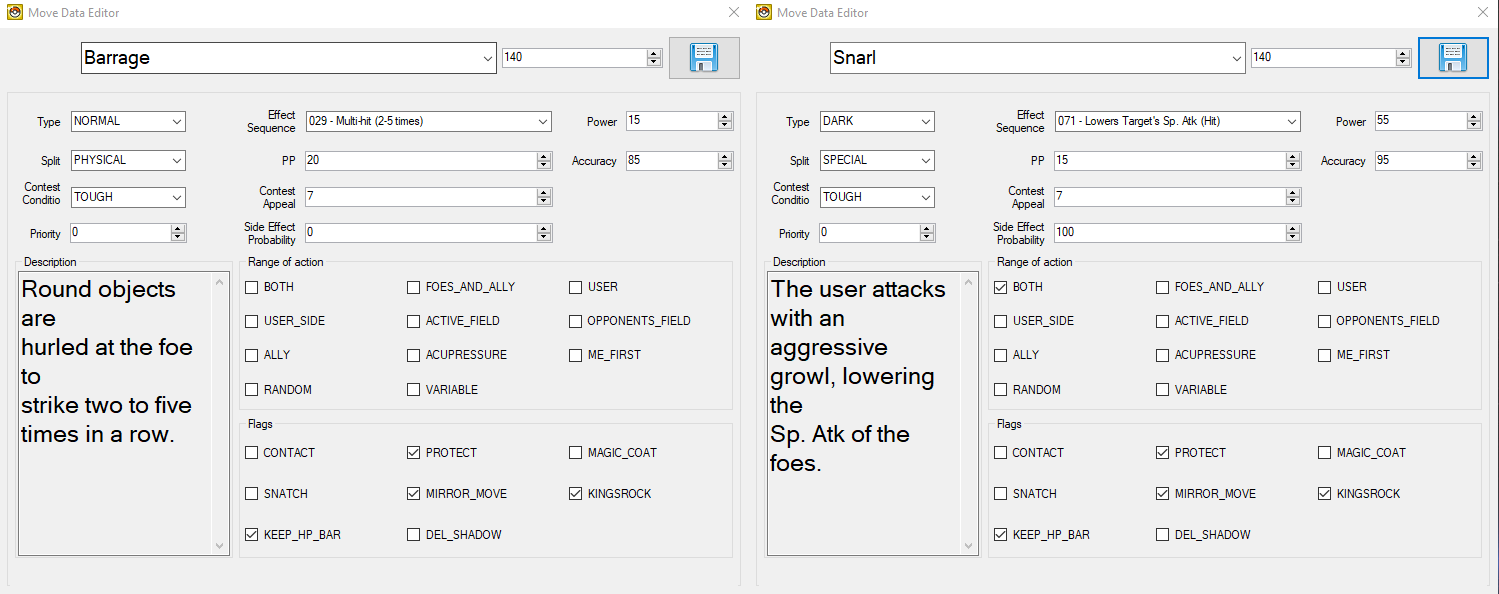 Move Data Editor
Barrage
140
Type NORMAL
Effect
Sequence
029 - Multi-hit (2-5 times)
Power 15
Split PHYSICAL
PP 20
Accuracy 85
Contest
Conditio
TOUGH
Contest
Appeal
7
Priority 0
Side Effect
Probability
0
Description
Round objects
are
hurled at the foe
to
strike two to five
times in a row.
Range of action
BOTH FOES_AND_ALLY USER
USER_SIDE ACTIVE_FIELD OPPONENTS_FIELD
ALLY ACUPRESSURE ME_FIRST
RANDOM VARIABLE
Flags
CONTACT PROTECT MAGIC_COAT
SNATCH MIRROR_MOVE KINGSROCK
KEEP_HP_BAR DEL_SHADOW
Move Data Editor
Snarl
140
Type DARK
Effect
Sequence
071 - Lowers Target's Sp. Atk (Hit)
Power 55
Split SPECIAL
PP 15
Accuracy 95
Contest
Conditio
TOUGH
Contest
Appeal
7
Priority 0
Side Effect
Probability
100
Description
The user attacks
with an
aggressive
growl, lowering
the
Sp. Atk of the
foes.
Range of action
BOTH FOES_AND_ALLY USER
USER_SIDE ACTIVE_FIELD OPPONENTS_FIELD
ALLY ACUPRESSURE ME_FIRST
RANDOM VARIABLE
Flags
CONTACT PROTECT MAGIC_COAT
SNATCH MIRROR_MOVE KINGSROCK
KEEP_HP_BAR DEL_SHADOW